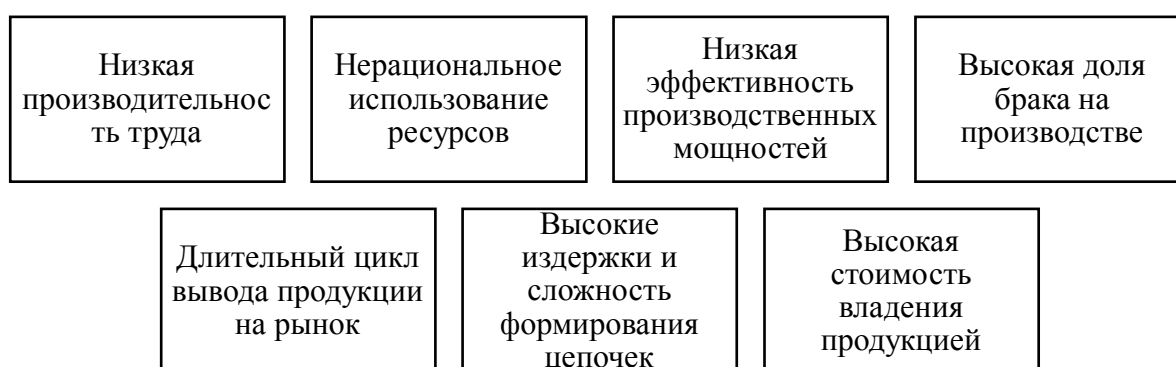 Низкая
производительнос
ть труда
Нерациональное
использование
ресурсов
Низкая
эффективность
производственных
мощностей
Высокая доля
брака на
производстве
Длительный цикл
вывода продукции
на рынок
Высокие
издержки и
сложность
формирования
цепочек
Высокая
стоимость
владения
продукцией